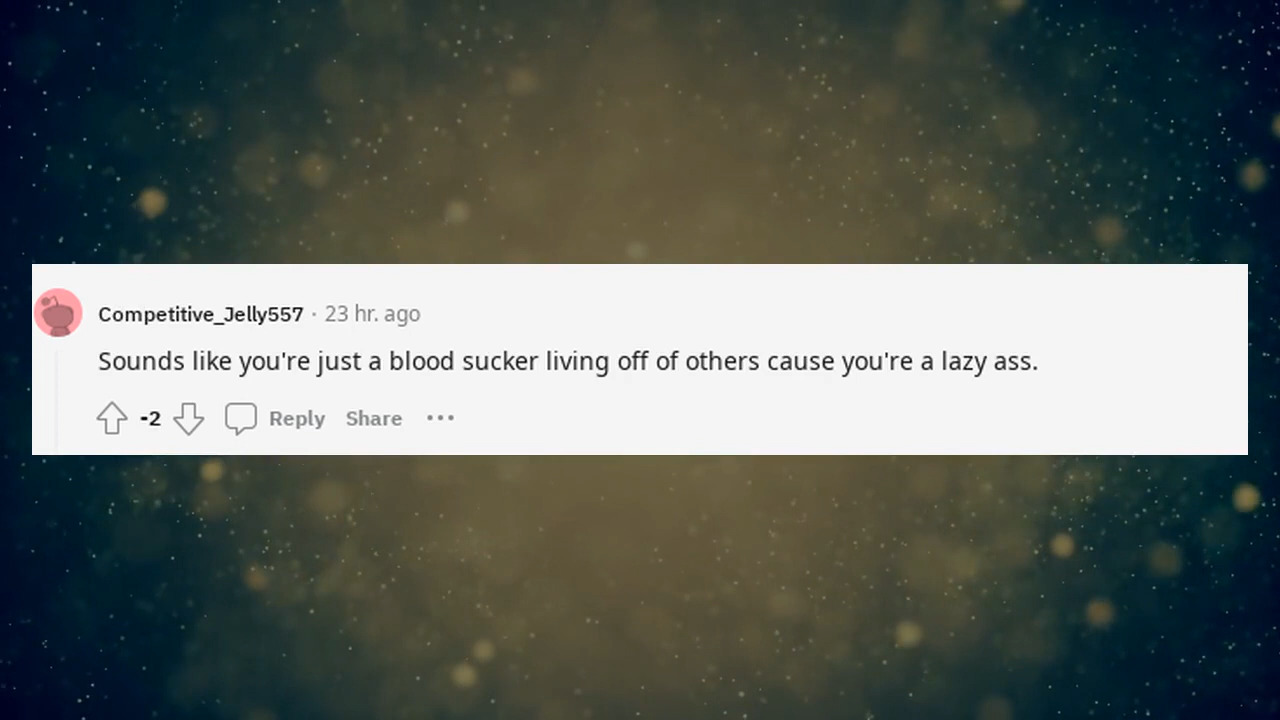 Competitive_Jelly557 · 23 hr. ago
Sounds like you're just a blood sucker living off of others cause you're a lazy ass.
-2 Reply Share ···